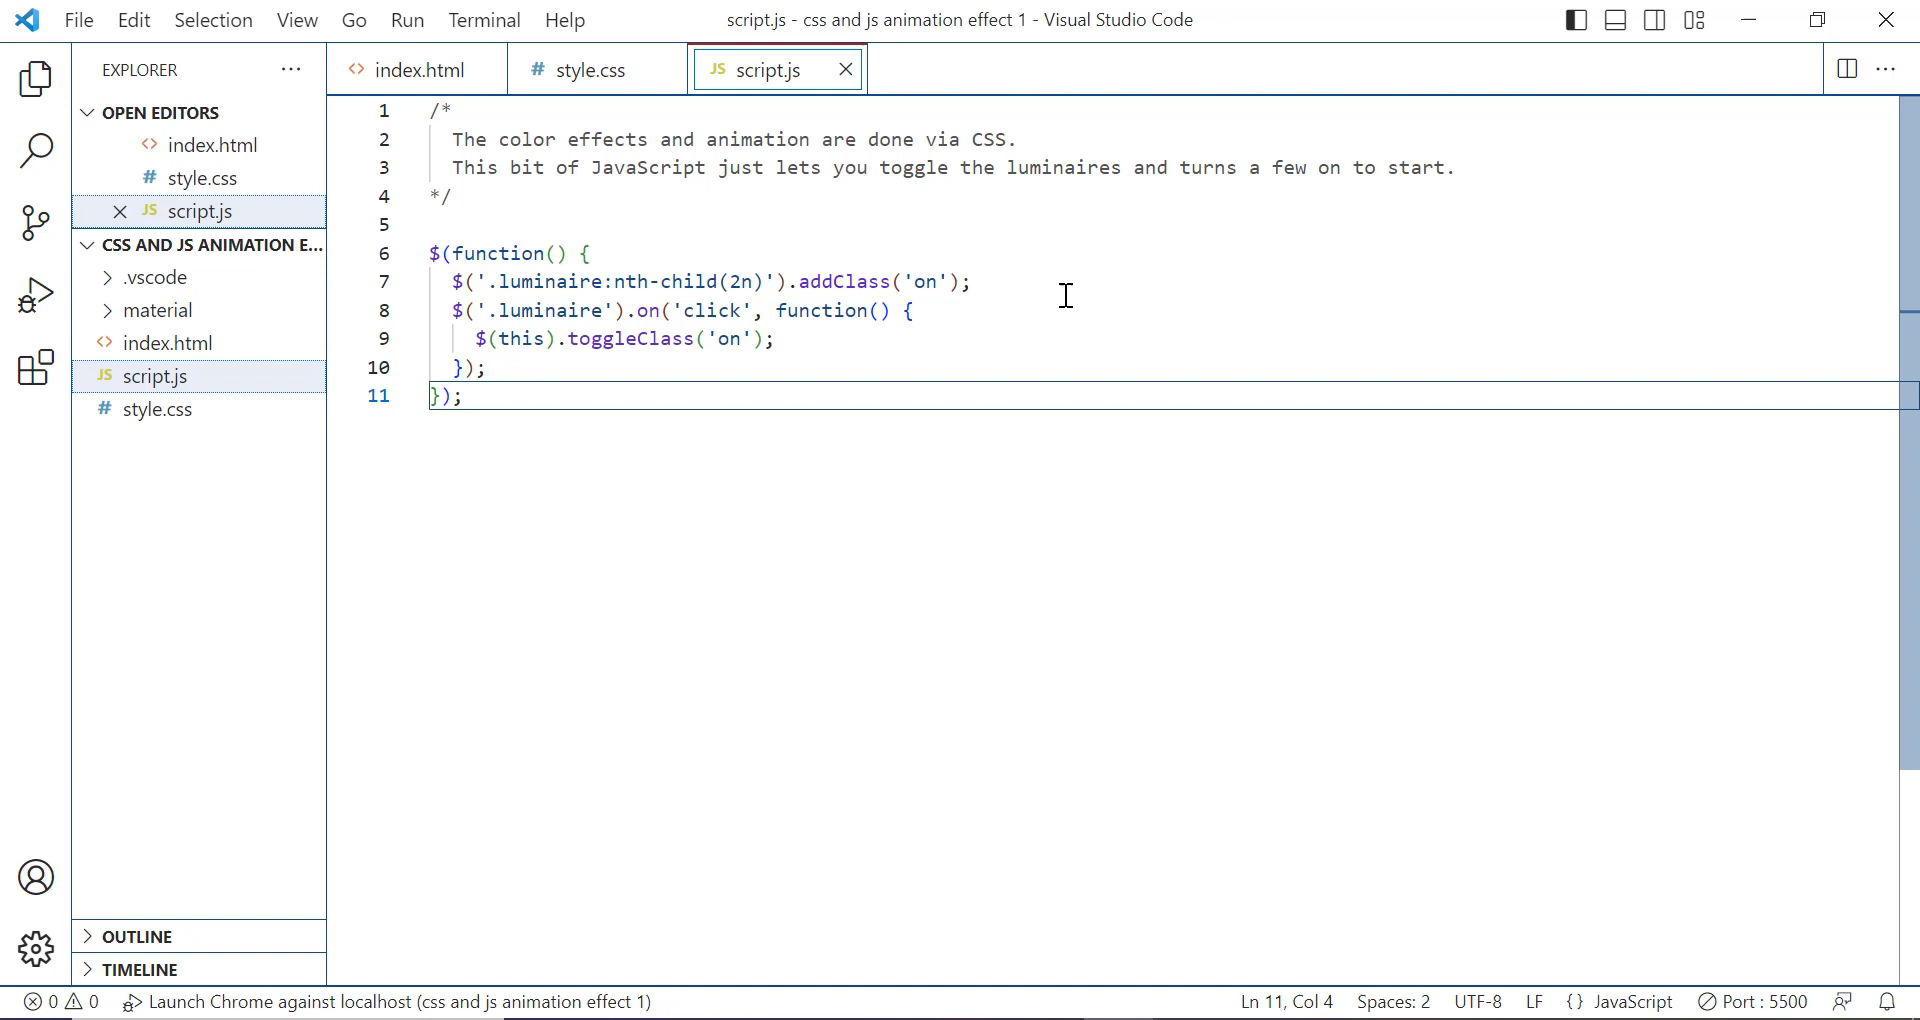 File Edit Selection View Go Run Terminal Help
script.js - css and js animation effect 1 - Visual Studio Code
EXPLORER
OPEN EDITORS
<> index.html
# style.css
JS script.js
CSS AND JS ANIMATION E...
.vscode
material
<> index.html
JS script.js
# style.css
OUTLINE
TIMELINE
<> index.html
# style.css
JS script.js
1 /*
2 The color effects and animation are done via CSS.
3 This bit of JavaScript just lets you toggle the luminaires and turns a few on to start.
4 */
5
6 $(function() {
7 $('.luminaire:nth-child(2n)').addClass('on');
8 $('.luminaire').on('click', function() {
9 $(this).toggleClass('on');
10 });
11 });
0 0 Launch Chrome against localhost (css and js animation effect 1) Ln 11, Col 4 Spaces: 2 UTF-8 LF {} JavaScript Port : 5500